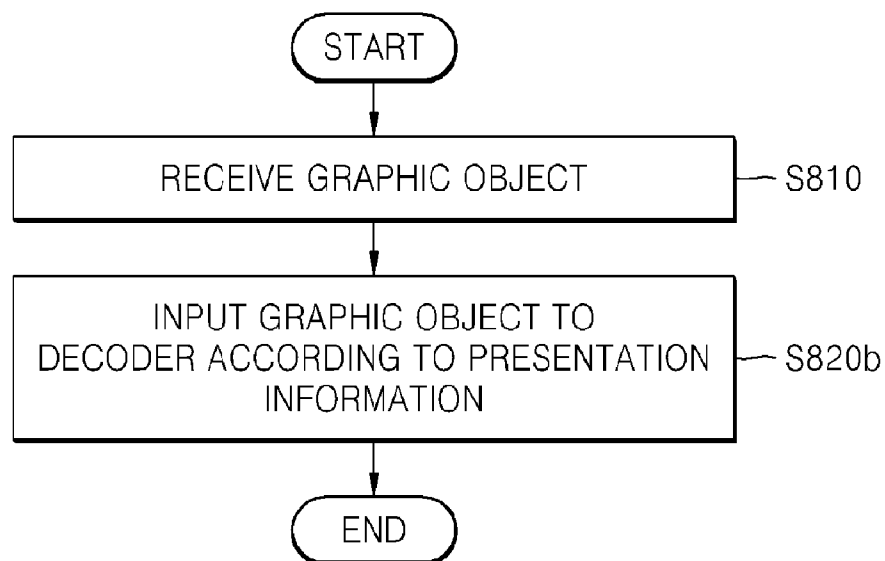 START
RECEIVE GRAPHIC OBJECT
S810
INPUT GRAPHIC OBJECT TO
DECODER ACCORDING TO PRESENTATION
INFORMATION
S820b
END